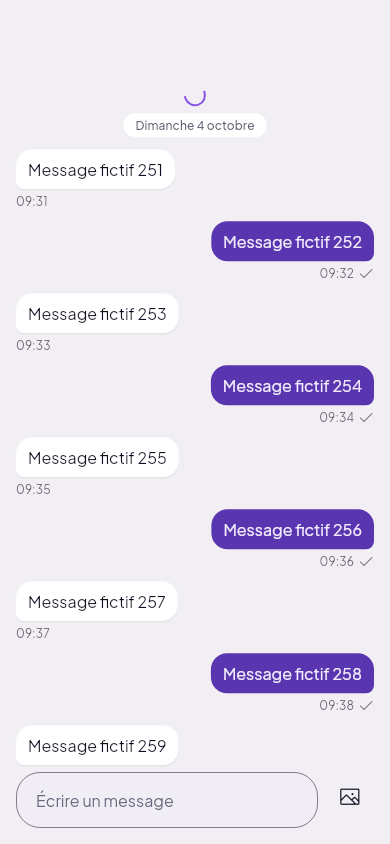 Dimanche 4 octobre
Message fictif 251
09:31
Message fictif 252
09:32
Message fictif 253
09:33
Message fictif 254
09:34
Message fictif 255
09:35
Message fictif 256
09:36
Message fictif 257
09:37
Message fictif 258
09:38
Message fictif 259
Écrire un message